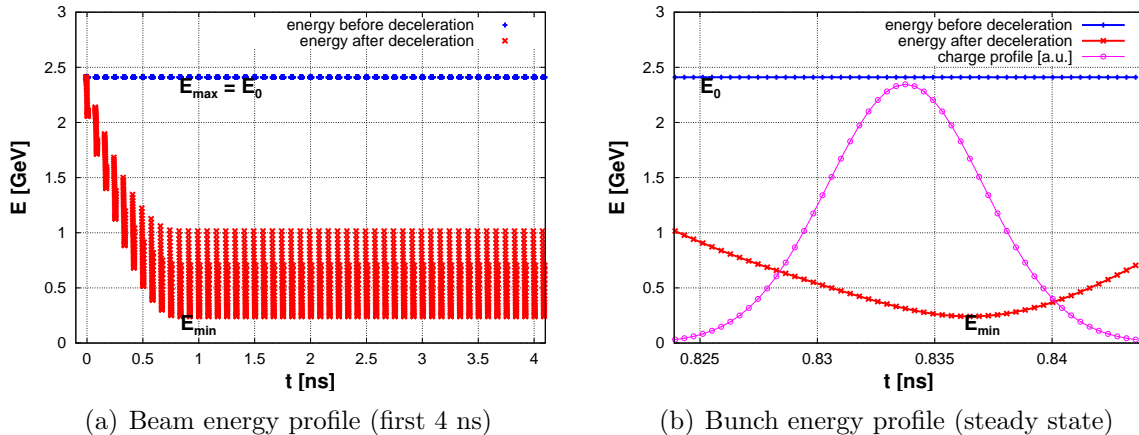 energy before deceleration
energy after deceleration
E_max = E_0
E_min
E [GeV]
3
2.5
2
1.5
1
0.5
0
0 0.5 1 1.5 2 2.5 3 3.5 4
t [ns]
(a) Beam energy profile (first 4 ns)
energy before deceleration
energy after deceleration
charge profile [a.u.]
E_0
E_min
E [GeV]
3
2.5
2
1.5
1
0.5
0
0.825 0.83 0.835 0.84
t [ns]
(b) Bunch energy profile (steady state)